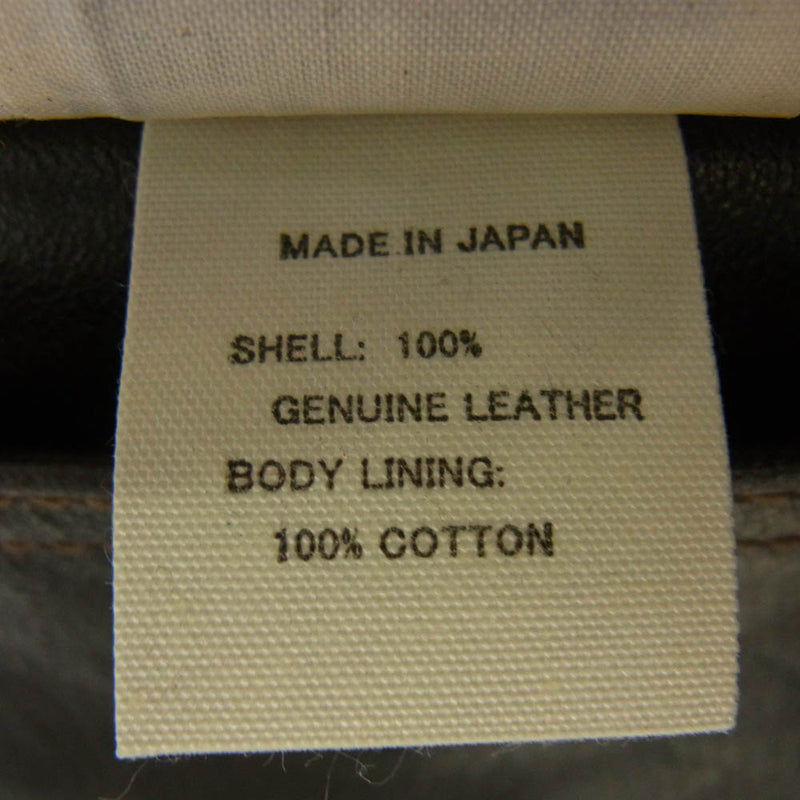 MADE IN JAPAN
SHELL: 100%
GENUINE LEATHER
BODY LINING:
100% COTTON